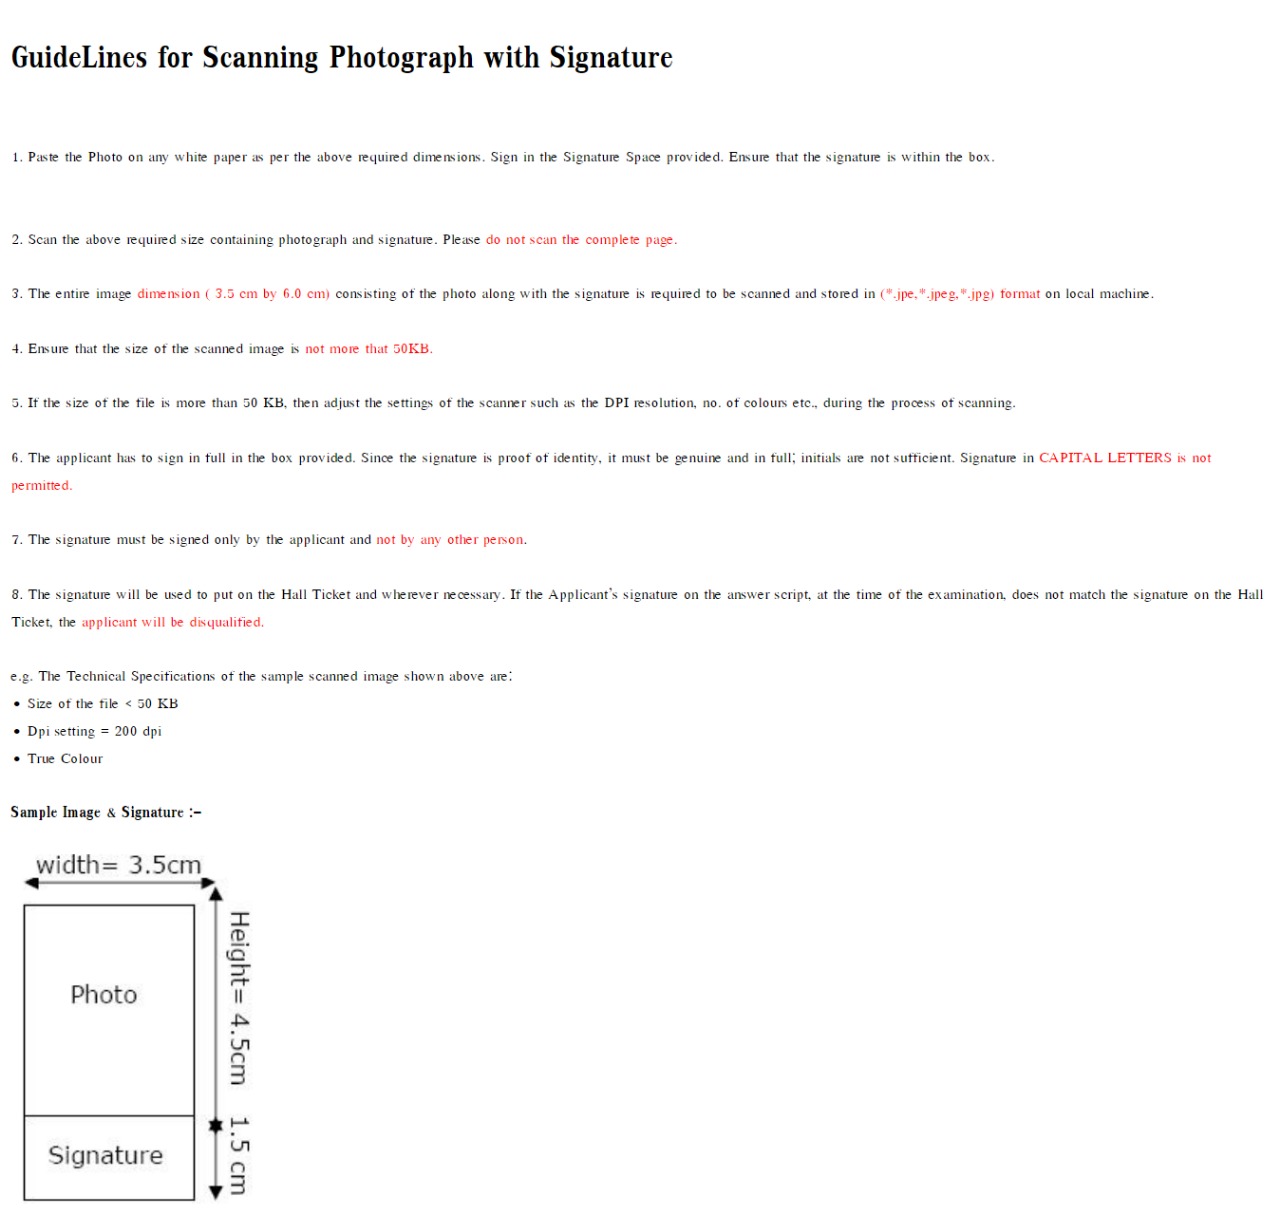 GuideLines for Scanning Photograph with Signature
1. Paste the Photo on any white paper as per the above required dimensions. Sign in the Signature Space provided. Ensure that the signature is within the box.
2. Scan the above required size containing photograph and signature. Please do not scan the complete page.
3. The entire image dimension ( 3.5 cm by 6.0 cm) consisting of the photo along with the signature is required to be scanned and stored in (*.jpe,*.jpeg,*.jpg) format on local machine.
4. Ensure that the size of the scanned image is not more that 50KB.
5. If the size of the file is more than 50 KB, then adjust the settings of the scanner such as the DPI resolution, no. of colours etc., during the process of scanning.
6. The applicant has to sign in full in the box provided. Since the signature is proof of identity, it must be genuine and in full; initials are not sufficient. Signature in CAPITAL LETTERS is not
permitted.
7. The signature must be signed only by the applicant and not by any other person.
8. The signature will be used to put on the Hall Ticket and wherever necessary. If the Applicant's signature on the answer script, at the time of the examination, does not match the signature on the Hall
Ticket, the applicant will be disqualified.
e.g. The Technical Specifications of the sample scanned image shown above are:
• Size of the file < 50 KB
• Dpi setting = 200 dpi
• True Colour
Sample Image & Signature :-
width= 3.5cm
Height= 4.5cm
Photo
1.5 cm
Signature